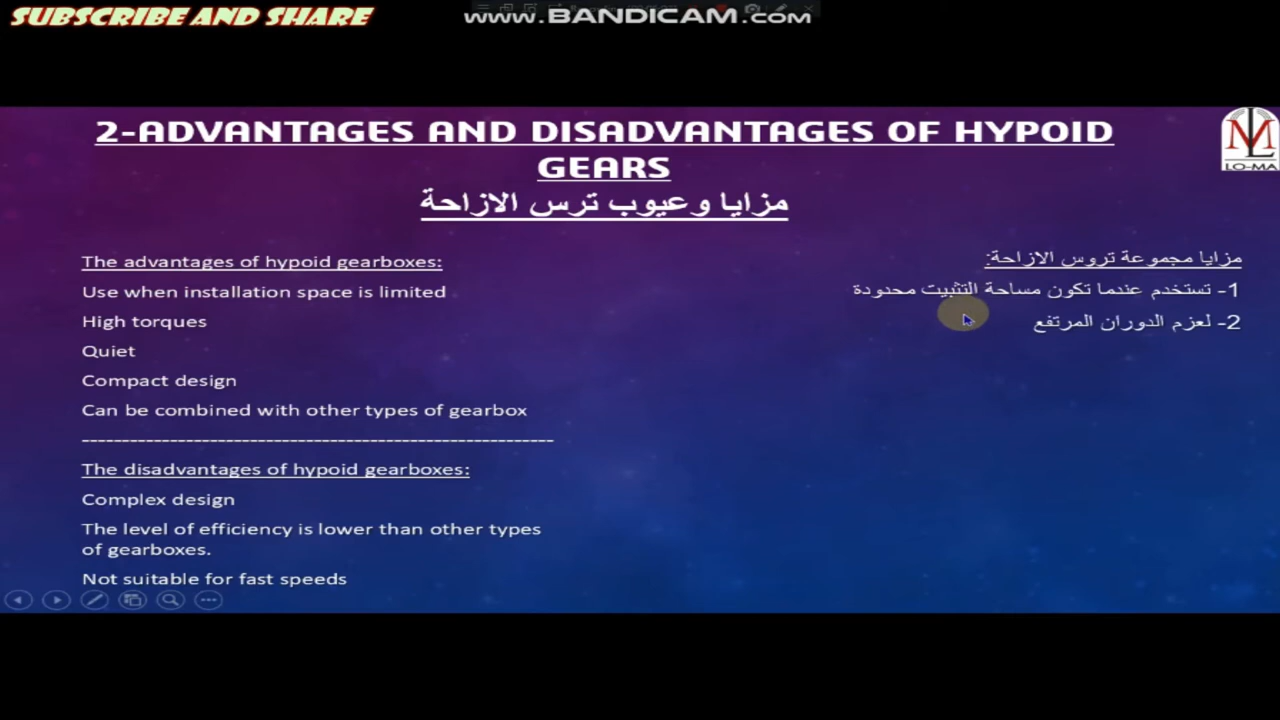 SUBSCRIBE AND SHARE
WWW.BANDICAM.COM
2-ADVANTAGES AND DISADVANTAGES OF HYPOID
GEARS
مزايا وعيوب ترس الازاحة
LO-MA
The advantages of hypoid gearboxes:
Use when installation space is limited
High torques
Quiet
Compact design
Can be combined with other types of gearbox
-----------------------------------------------------------
The disadvantages of hypoid gearboxes:
Complex design
The level of efficiency is lower than other types
of gearboxes.
Not suitable for fast speeds
مزايا مجموعة تروس الازاحة:
1- تستخدم عندما تكون مساحة التثبيت محدودة
2- لعزم الدوران المرتفع